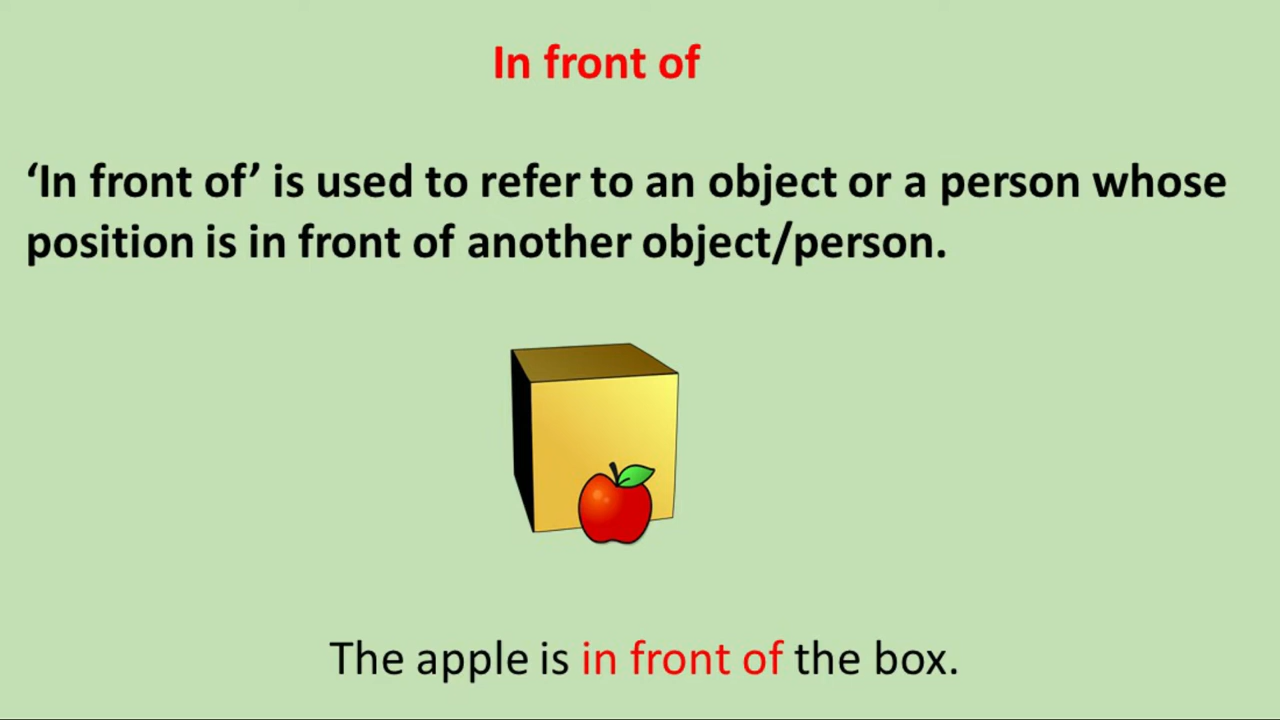 In front of
‘In front of’ is used to refer to an object or a person whose
position is in front of another object/person.
The apple is in front of the box.